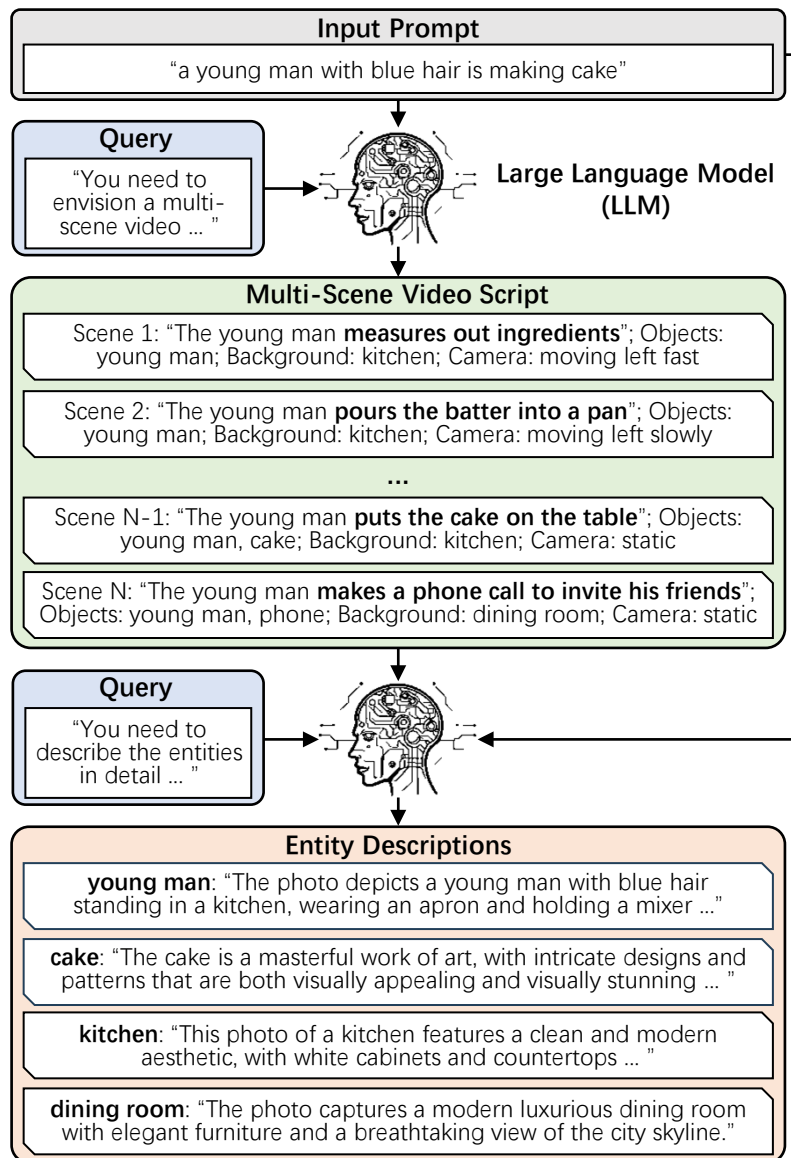 Input Prompt
“a young man with blue hair is making cake”
Query
“You need to
envision a multi-
scene video ... ”
Large Language Model
(LLM)
Multi-Scene Video Script
Scene 1: “The young man measures out ingredients”; Objects:
young man; Background: kitchen; Camera: moving left fast
Scene 2: “The young man pours the batter into a pan”; Objects:
young man; Background: kitchen; Camera: moving left slowly
...
Scene N-1: “The young man puts the cake on the table”; Objects:
young man, cake; Background: kitchen; Camera: static
Scene N: “The young man makes a phone call to invite his friends”;
Objects: young man, phone; Background: dining room; Camera: static
Query
“You need to
describe the entities
in detail ... ”
Entity Descriptions
young man: “The photo depicts a young man with blue hair
standing in a kitchen, wearing an apron and holding a mixer ...”
cake: “The cake is a masterful work of art, with intricate designs and
patterns that are both visually appealing and visually stunning ... ”
kitchen: “This photo of a kitchen features a clean and modern
aesthetic, with white cabinets and countertops ... ”
dining room: “The photo captures a modern luxurious dining room
with elegant furniture and a breathtaking view of the city skyline.”